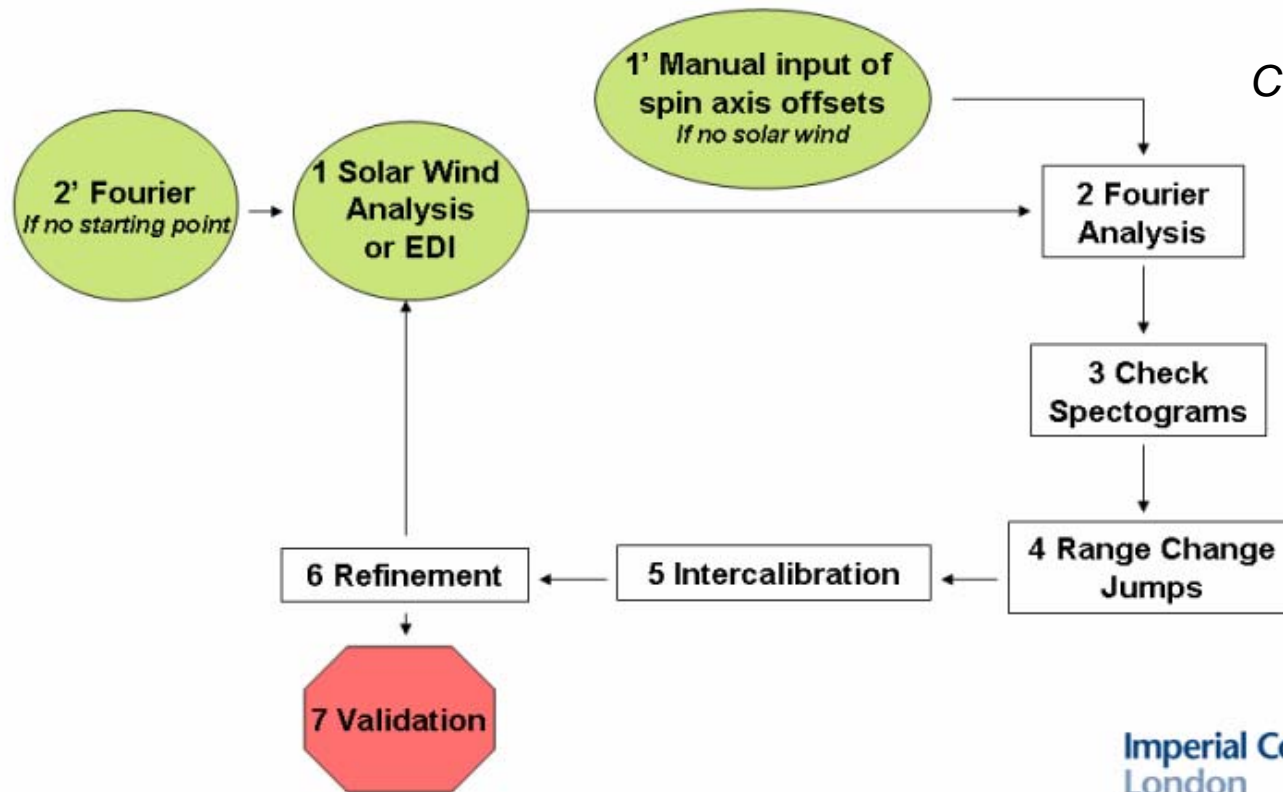 1' Manual input of
spin axis offsets
If no solar wind
C
2' Fourier
If no starting point
1 Solar Wind
Analysis
or EDI
2 Fourier
Analysis
3 Check
Spectograms
4 Range Change
Jumps
5 Intercalibration
6 Refinement
7 Validation
Imperial Co
London